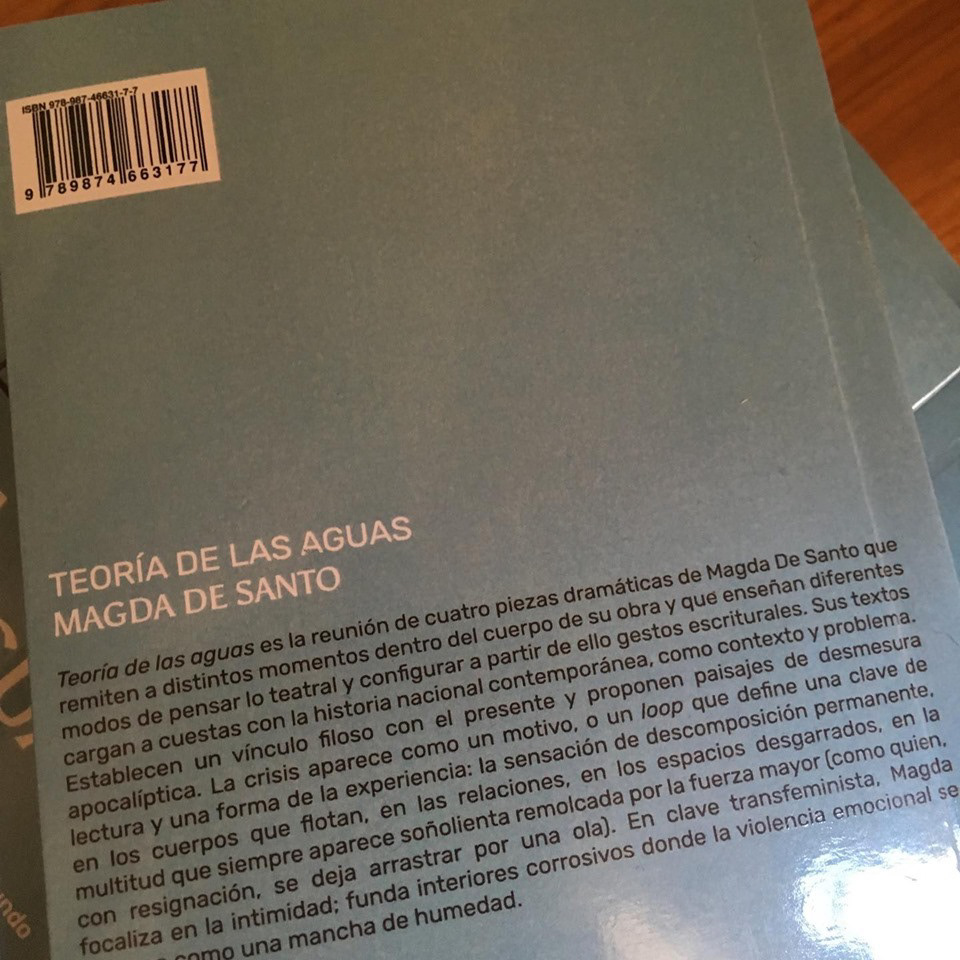 ISBN 978-987-46631-7-7
9 789874 663177
TEORÍA DE LAS AGUAS
MAGDA DE SANTO
Teoría de las aguas es la reunión de cuatro piezas dramáticas de Magda De Santo que
remiten a distintos momentos dentro del cuerpo de su obra y que enseñan diferentes
modos de pensar lo teatral y configurar a partir de ello gestos escriturales. Sus textos
cargan a cuestas con la historia nacional contemporánea, como contexto y problema.
Establecen un vínculo filoso con el presente y proponen paisajes de desmesura
apocalíptica. La crisis aparece como un motivo, o un loop que define una clave de
lectura y una forma de la experiencia: la sensación de descomposición permanente,
en los cuerpos que flotan, en las relaciones, en los espacios desgarrados, en la
multitud que siempre aparece soñolienta remolcada por la fuerza mayor (como quien,
con resignación, se deja arrastrar por una ola). En clave transfeminista, Magda
focaliza en la intimidad; funda interiores corrosivos donde la violencia emocional se
como una mancha de humedad.